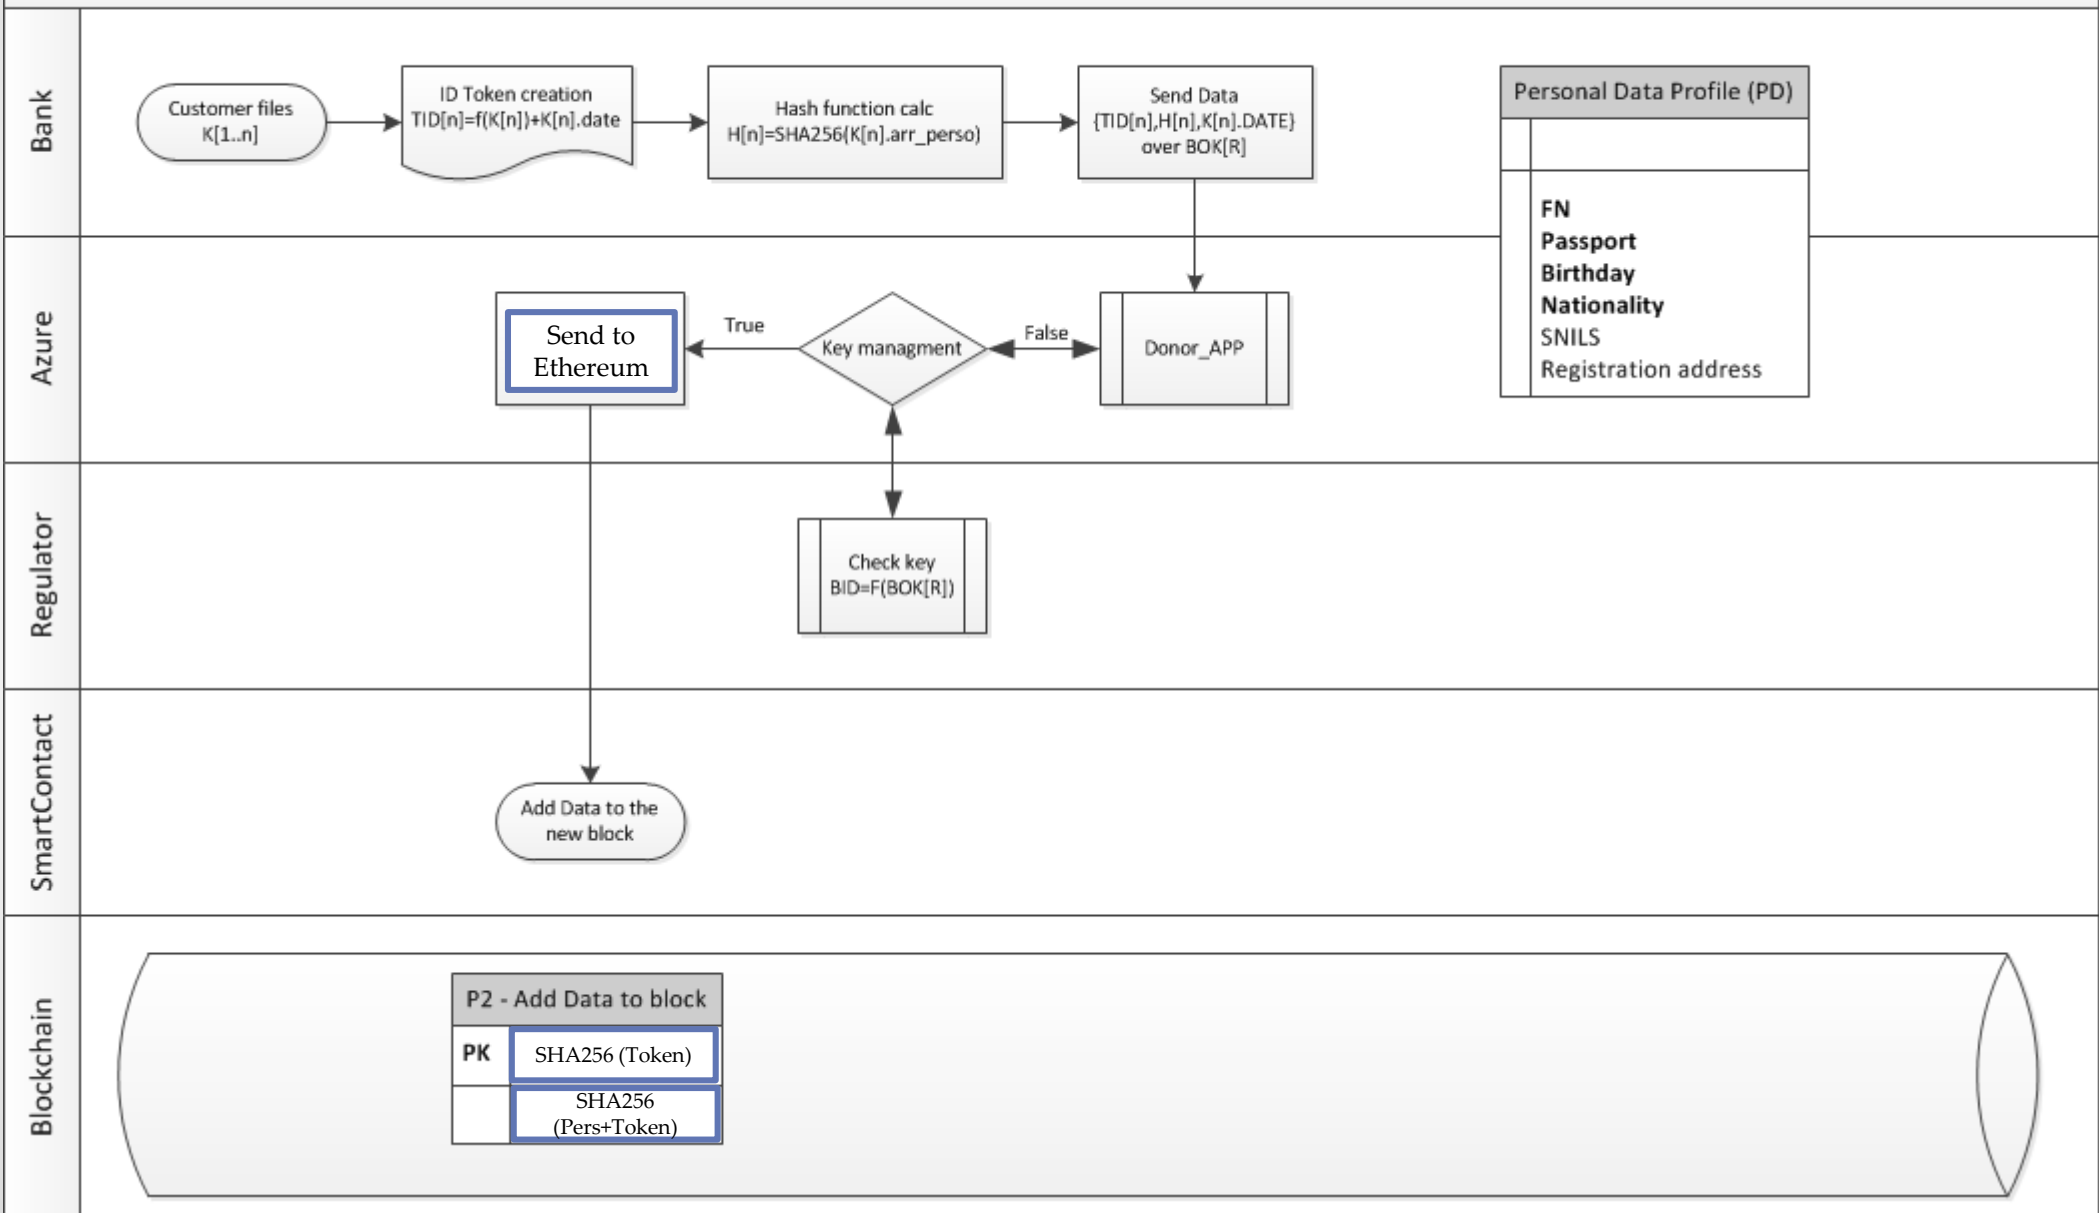 Bank
Customer files
K[1..n]
ID Token creation
TID[n]=f(K[n])+K[n].date
Hash function calc
H[n]=SHA256(K[n].arr_perso)
Send Data
{TID[n],H[n],K[n].DATE}
over BOK[R]
Personal Data Profile (PD)
FN
Passport
Birthday
Nationality
SNILS
Registration address
Azure
Send to
Ethereum
True
Key managment
False
Donor_APP
Regulator
Check key
BID=F(BOK[R])
SmartContact
Add Data to the
new block
Blockchain
P2 - Add Data to block
PK
SHA256 (Token)
SHA256
(Pers+Token)